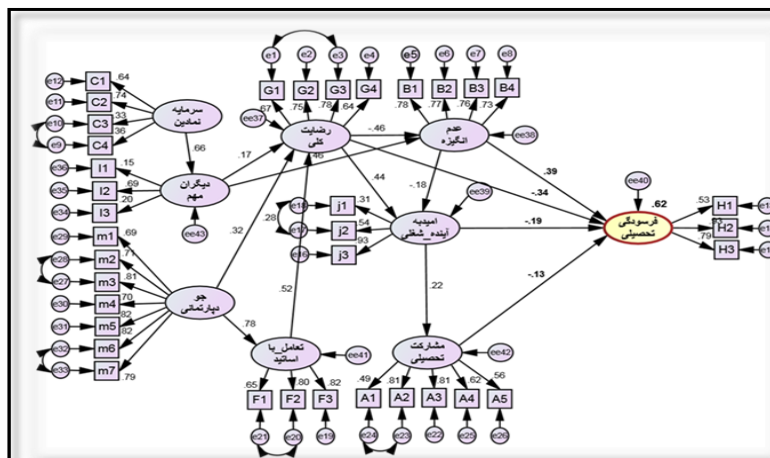 e1 e2 e3 e4 e5 e6 e7 e8
G1 G2 G3 G4 B1 B2 B3 B4
.67 .75 .78 .64 .78 .77 .76 .73
e12 C1 .64
e11 C2 .74
e10 C3 .33
e9 C4 .36
سرمایه
نمادین
.66
ee37
رضایت
کلی
-.46
عدم
انگیزه
ee38
.17
.46
e36 I1 .15
e35 I2 .69
e34 I3 .20
دیگران
مهم
ee43
.44
-.18
ee39
.39
-.34
ee40
.62
e18 j1 .31
.28
e17 j2 .54
e16 j3 .93
امیدبه
آینده_شغلی
-.19
فرسودگی
تحصیلی
.53 H1
H2
.79 H3
e29 m1 .69
e28 m2 .71
e27 m3 .81
e30 m4 .70
e31 m5 .82
e32 m6 .82
e33 m7 .79
جو
دپارتمانی
.32
.52
.78
.22
-.13
تعامل_با
اساتید
ee41
مشارکت
تحصیلی
ee42
.65 .80 .82
F1 F2 F3
e21 e20 e19
.49 .81 .81 .62 .56
A1 A2 A3 A4 A5
e24 e23 e22 e25 e26